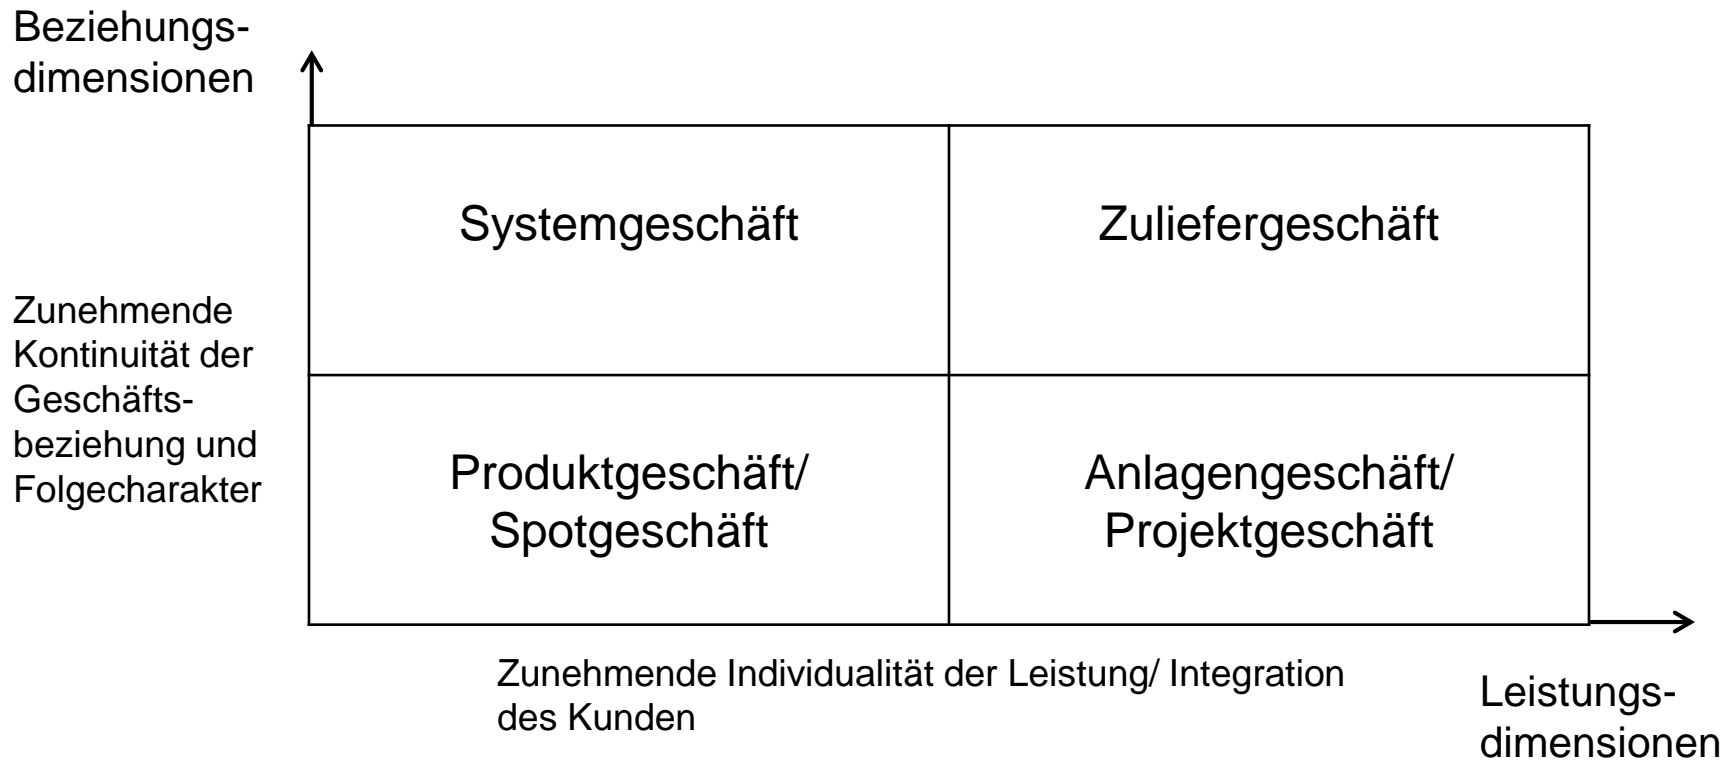 Beziehungs-
dimensionen
Systemgeschäft
Zuliefergeschäft
Zunehmende
Kontinuität der
Geschäfts-
beziehung und
Folgecharakter
Produktgeschäft/
Spotgeschäft
Anlagengeschäft/
Projektgeschäft
Zunehmende Individualität der Leistung/ Integration
des Kunden
Leistungs-
dimensionen